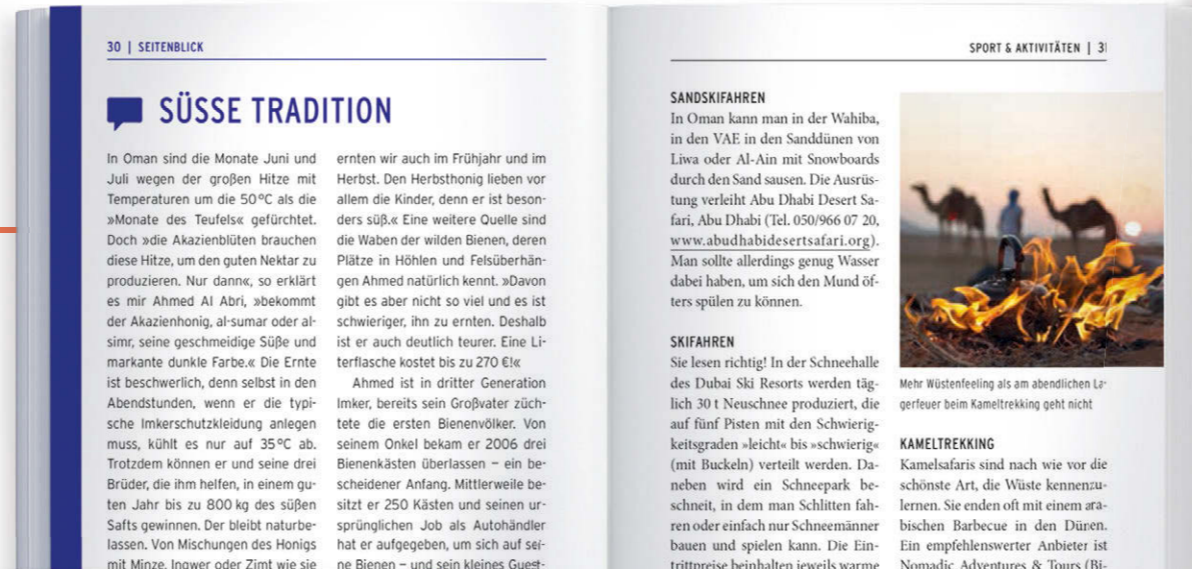 30 | SEITENBLICK
SÜSSE TRADITION
In Oman sind die Monate Juni und
Juli wegen der großen Hitze mit
Temperaturen um die 50 °C als die
»Monate des Teufels« gefürchtet.
Doch »die Akazienblüten brauchen
diese Hitze, um den guten Nektar zu
produzieren. Nur dann«, so erklärt
es mir Ahmed Al Abri, »bekommt
der Akazienhonig, al-sumar oder al-
simr, seine geschmeidige Süße und
markante dunkle Farbe.« Die Ernte
ist beschwerlich, denn selbst in den
Abendstunden, wenn er die typi-
sche Imkerschutzkleidung anlegen
muss, kühlt es nur auf 35 °C ab.
Trotzdem können er und seine drei
Brüder, die ihm helfen, in einem gu-
ten Jahr bis zu 800 kg des süßen
Safts gewinnen. Der bleibt naturbe-
lassen. Von Mischungen des Honigs
mit Minze, Ingwer oder Zimt wie sie
ernten wir auch im Frühjahr und im
Herbst. Den Herbsthonig lieben vor
allem die Kinder, denn er ist beson-
ders süß.« Eine weitere Quelle sind
die Waben der wilden Bienen, deren
Plätze in Höhlen und Felsüberhän-
gen Ahmed natürlich kennt. »Davon
gibt es aber nicht so viel und es ist
schwieriger, ihn zu ernten. Deshalb
ist er auch deutlich teurer. Eine Li-
terflasche kostet bis zu 270 €!«
Ahmed ist in dritter Generation
Imker, bereits sein Großvater züch-
tete die ersten Bienenvölker. Von
seinem Onkel bekam er 2006 drei
Bienenkästen überlassen – ein be-
scheidener Anfang. Mittlerweile be-
sitzt er 250 Kästen und seinen ur-
sprünglichen Job als Autohändler
hat er aufgegeben, um sich auf sei-
ne Bienen – und sein kleines Guest-
SPORT & AKTIVITÄTEN | 31
SANDSKIFAHREN
In Oman kann man in der Wahiba,
in den VAE in den Sanddünen von
Liwa oder Al-Ain mit Snowboards
durch den Sand sausen. Die Ausrüs-
tung verleiht Abu Dhabi Desert Sa-
fari, Abu Dhabi (Tel. 050/966 07 20,
www.abudhabidesertsafari.org).
Man sollte allerdings genug Wasser
dabei haben, um sich den Mund öf-
ters spülen zu können.
SKIFAHREN
Sie lesen richtig! In der Schneehalle
des Dubai Ski Resorts werden täg-
lich 30 t Neuschnee produziert, die
auf fünf Pisten mit den Schwierig-
keitsgraden »leicht« bis »schwierig«
(mit Buckeln) verteilt werden. Da-
neben wird ein Schneepark be-
schneit, in dem man Schlitten fah-
ren oder einfach nur Schneemänner
bauen und spielen kann. Die Ein-
trittpreise beinhalten jeweils warme
Mehr Wüstenfeeling als am abendlichen La-
gerfeuer beim Kameltrekking geht nicht
KAMELTREKKING
Kamelsafaris sind nach wie vor die
schönste Art, die Wüste kennenzu-
lernen. Sie enden oft mit einem ara-
bischen Barbecue in den Dünen.
Ein empfehlenswerter Anbieter ist
Nomadic Adventures & Tours (Bi-